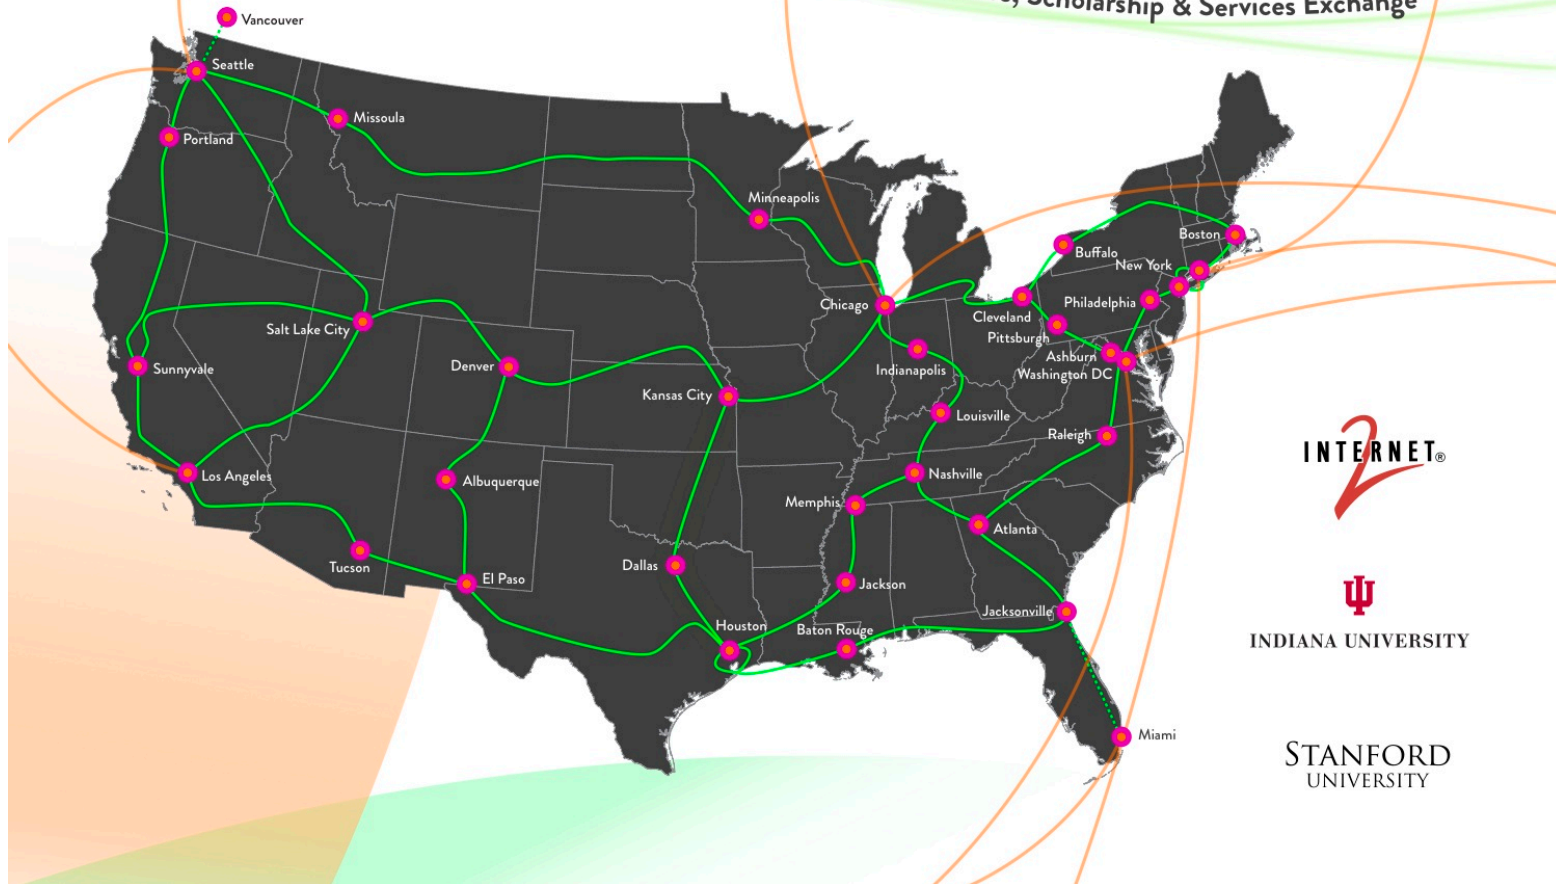 Scholarship & Services Exchange
Vancouver
Seattle
Missoula
Portland
Minneapolis
Boston
Buffalo
New York
Chicago
Philadelphia
Cleveland
Salt Lake City
Pittsburgh
Ashburn
Sunnyvale
Denver
Indianapolis
Washington DC
Kansas City
Louisville
Raleigh
INTERNET®
2
Los Angeles
Albuquerque
Nashville
Memphis
Atlanta
Tucson
Dallas
El Paso
Jackson
Jacksonville
Houston
Baton Rouge
INDIANA UNIVERSITY
Miami
STANFORD
UNIVERSITY